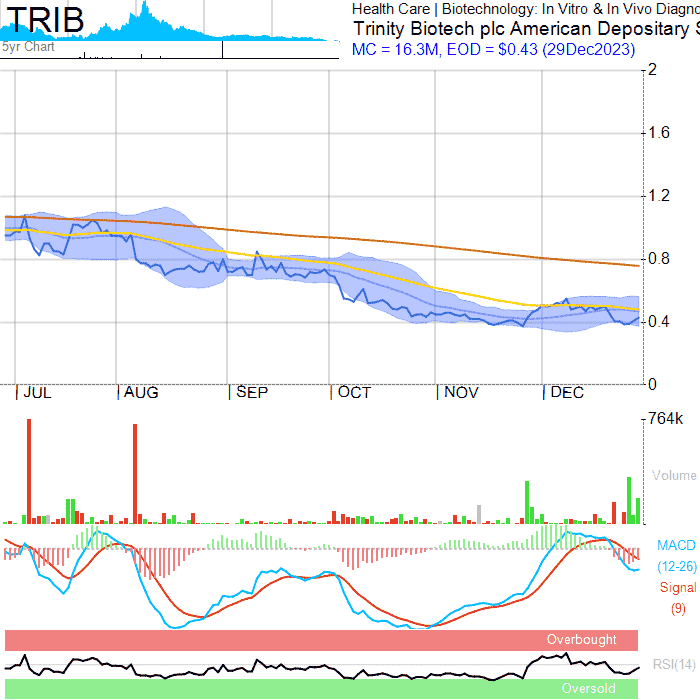 TRIB
5yr Chart
Health Care | Biotechnology: In Vitro & In Vivo Diagno
Trinity Biotech plc American Depositary S
MC = 16.3M, EOD = $0.43 (29Dec2023)
2
1.6
1.2
0.8
0.4
0
JUL AUG SEP OCT NOV DEC
764k
Volume
MACD
(12-26)
Signal
(9)
Overbought
RSI(14)
Oversold